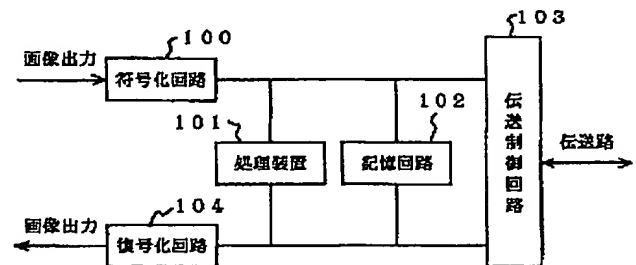 103
100
画像出力
符号化回路
101
102
処理装置
記憶回路
伝送制御回路
伝送路
104
画像出力
復号化回路